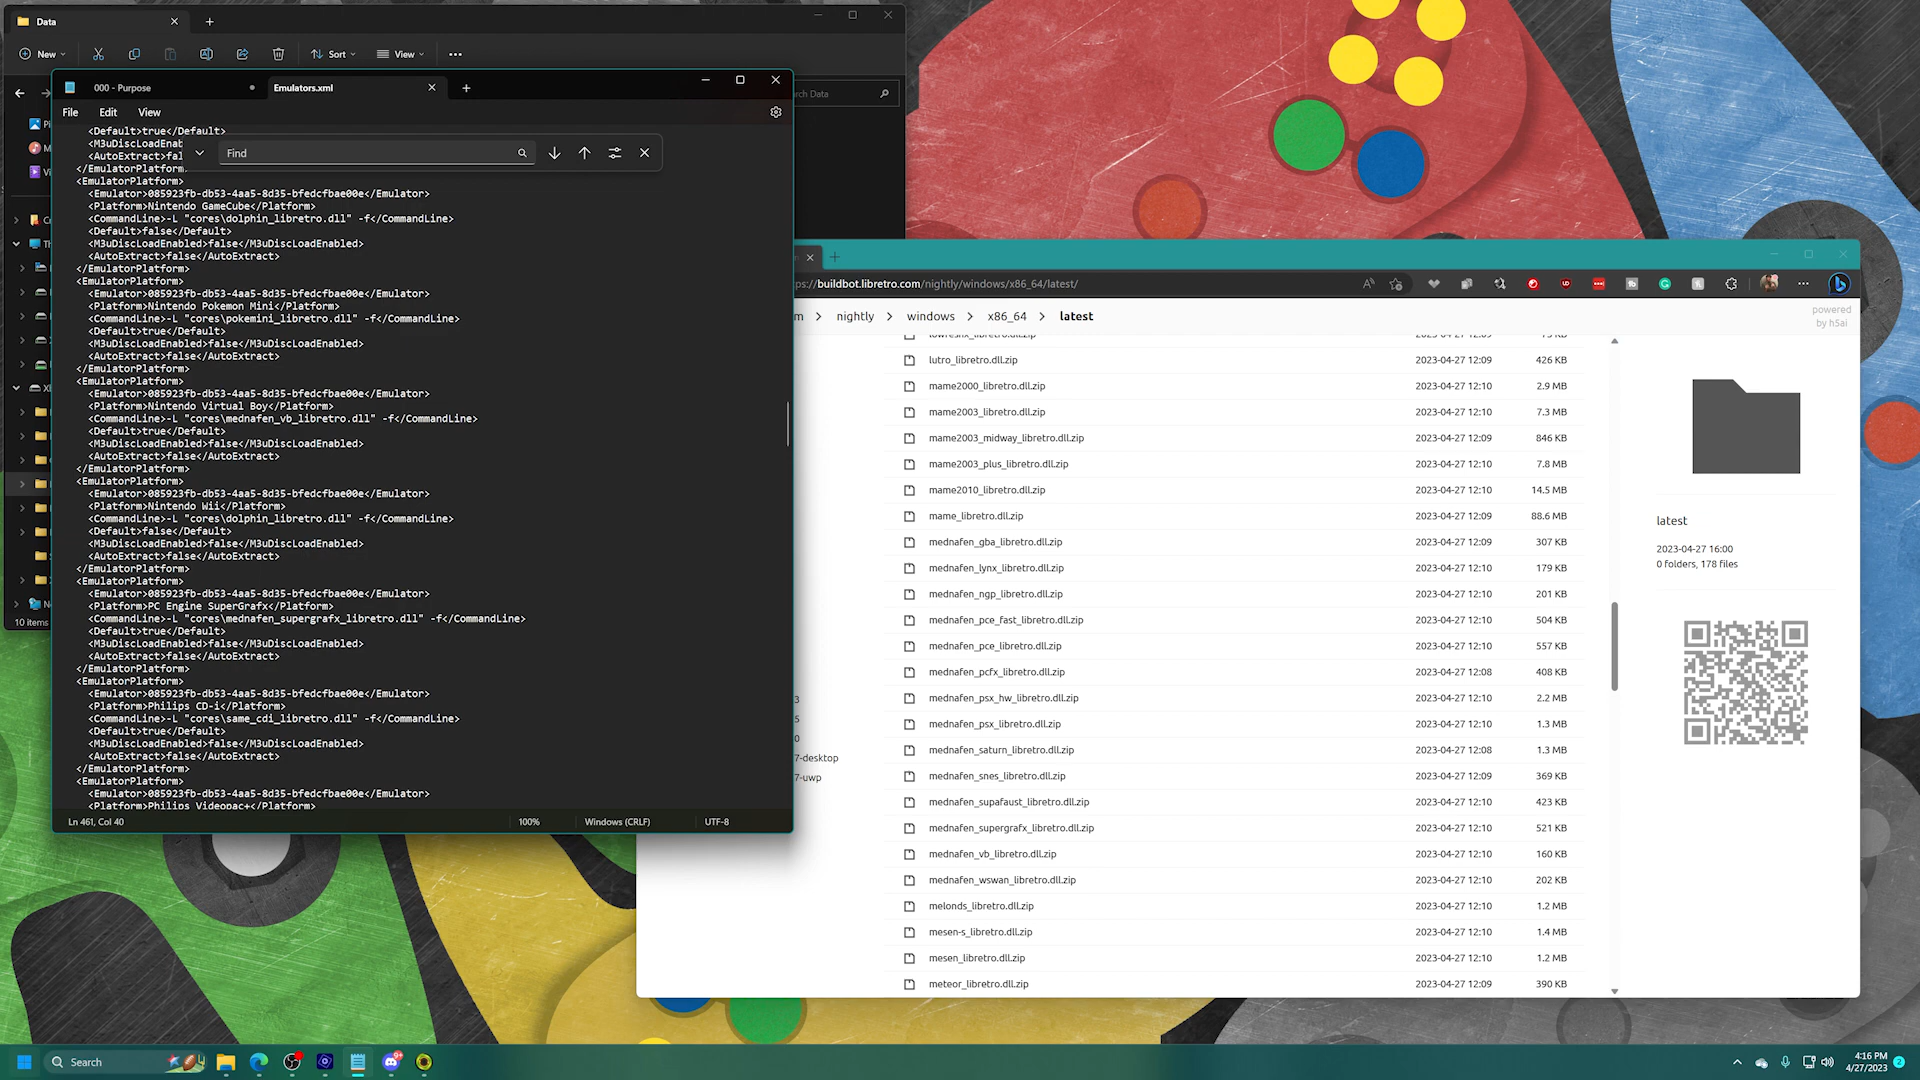 Data
New
Sort
View
Search Data
000 - Purpose
Emulators.xml
File
Edit
View
Find
<Default>true</Default>
<M3uDiscLoadEnab
<AutoExtract>fal
</EmulatorPlatform>
<EmulatorPlatform>
<Emulator>085923fb-db53-4aa5-8d35-bfedcfbae00e</Emulator>
<Platform>Nintendo GameCube</Platform>
<CommandLine>-L "cores\dolphin_libretro.dll" -f</CommandLine>
<Default>false</Default>
<M3uDiscLoadEnabled>false</M3uDiscLoadEnabled>
<AutoExtract>false</AutoExtract>
</EmulatorPlatform>
<EmulatorPlatform>
<Emulator>085923fb-db53-4aa5-8d35-bfedcfbae00e</Emulator>
<Platform>Nintendo Pokemon Mini</Platform>
<CommandLine>-L "cores\pokemini_libretro.dll" -f</CommandLine>
<Default>true</Default>
<M3uDiscLoadEnabled>false</M3uDiscLoadEnabled>
<AutoExtract>false</AutoExtract>
</EmulatorPlatform>
<EmulatorPlatform>
<Emulator>085923fb-db53-4aa5-8d35-bfedcfbae00e</Emulator>
<Platform>Nintendo Virtual Boy</Platform>
<CommandLine>-L "cores\mednafen_vb_libretro.dll" -f</CommandLine>
<Default>true</Default>
<M3uDiscLoadEnabled>false</M3uDiscLoadEnabled>
<AutoExtract>false</AutoExtract>
</EmulatorPlatform>
<EmulatorPlatform>
<Emulator>085923fb-db53-4aa5-8d35-bfedcfbae00e</Emulator>
<Platform>Nintendo Wii</Platform>
<CommandLine>-L "cores\dolphin_libretro.dll" -f</CommandLine>
<Default>false</Default>
<M3uDiscLoadEnabled>false</M3uDiscLoadEnabled>
<AutoExtract>false</AutoExtract>
</EmulatorPlatform>
<EmulatorPlatform>
<Emulator>085923fb-db53-4aa5-8d35-bfedcfbae00e</Emulator>
<Platform>PC Engine SuperGrafx</Platform>
<CommandLine>-L "cores\mednafen_supergrafx_libretro.dll" -f</CommandLine>
<Default>true</Default>
<M3uDiscLoadEnabled>false</M3uDiscLoadEnabled>
<AutoExtract>false</AutoExtract>
</EmulatorPlatform>
<EmulatorPlatform>
<Emulator>085923fb-db53-4aa5-8d35-bfedcfbae00e</Emulator>
<Platform>Philips CD-i</Platform>
<CommandLine>-L "cores\same_cdi_libretro.dll" -f</CommandLine>
<Default>true</Default>
<M3uDiscLoadEnabled>false</M3uDiscLoadEnabled>
<AutoExtract>false</AutoExtract>
</EmulatorPlatform>
<EmulatorPlatform>
<Emulator>085923fb-db53-4aa5-8d35-bfedcfbae00e</Emulator>
<Platform>Philips Videopac+</Platform>
Ln 461, Col 40
100%
Windows (CRLF)
UTF-8
10 items
ps://buildbot.libretro.com/nightly/windows/x86_64/latest/
m > nightly > windows > x86_64 > latest
powered
by h5ai
lowresnx_libretro.dll.zip 2023-04-27 12:09 75 KB
lutro_libretro.dll.zip 2023-04-27 12:09 426 KB
mame2000_libretro.dll.zip 2023-04-27 12:10 2.9 MB
mame2003_libretro.dll.zip 2023-04-27 12:10 7.3 MB
mame2003_midway_libretro.dll.zip 2023-04-27 12:09 846 KB
mame2003_plus_libretro.dll.zip 2023-04-27 12:10 7.8 MB
mame2010_libretro.dll.zip 2023-04-27 12:10 14.5 MB
mame_libretro.dll.zip 2023-04-27 12:09 88.6 MB
mednafen_gba_libretro.dll.zip 2023-04-27 12:09 307 KB
mednafen_lynx_libretro.dll.zip 2023-04-27 12:10 179 KB
mednafen_ngp_libretro.dll.zip 2023-04-27 12:10 201 KB
mednafen_pce_fast_libretro.dll.zip 2023-04-27 12:10 504 KB
mednafen_pce_libretro.dll.zip 2023-04-27 12:10 557 KB
mednafen_pcfx_libretro.dll.zip 2023-04-27 12:08 408 KB
mednafen_psx_hw_libretro.dll.zip 2023-04-27 12:10 2.2 MB
mednafen_psx_libretro.dll.zip 2023-04-27 12:10 1.3 MB
mednafen_saturn_libretro.dll.zip 2023-04-27 12:08 1.3 MB
mednafen_snes_libretro.dll.zip 2023-04-27 12:09 369 KB
mednafen_supafaust_libretro.dll.zip 2023-04-27 12:10 423 KB
mednafen_supergrafx_libretro.dll.zip 2023-04-27 12:10 521 KB
mednafen_vb_libretro.dll.zip 2023-04-27 12:10 160 KB
mednafen_wswan_libretro.dll.zip 2023-04-27 12:10 202 KB
melonds_libretro.dll.zip 2023-04-27 12:10 1.2 MB
mesen-s_libretro.dll.zip 2023-04-27 12:10 1.4 MB
mesen_libretro.dll.zip 2023-04-27 12:10 1.2 MB
meteor_libretro.dll.zip 2023-04-27 12:09 390 KB
3
5
0
7-desktop
7-uwp
latest
2023-04-27 16:00
0 folders, 178 files
Search
4:16 PM
4/27/2023
2